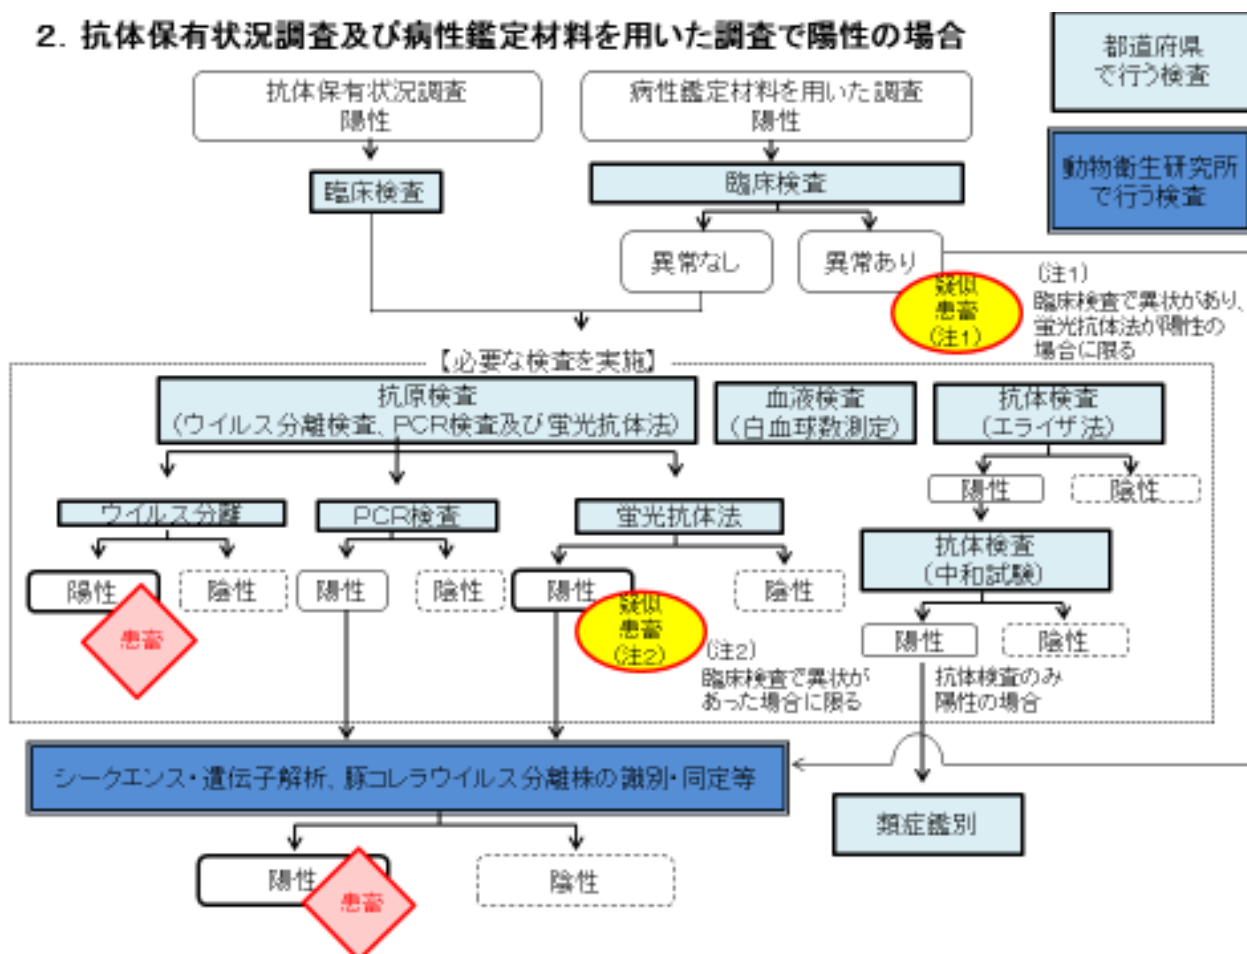 2. 抗体保有状況調査及び病性鑑定材料を用いた調査で陽性の場合
都道府県
で行う検査
動物衛生研究所
で行う検査
抗体保有状況調査
陽性
病性鑑定材料を用いた調査
陽性
臨床検査
臨床検査
異常なし
異常あり
疑似
患畜
(注1)
(注1)
臨床検査で異状があり、
蛍光抗体法が陽性の
場合に限る
【必要な検査を実施】
抗原検査
(ウイルス分離検査、PCR検査及び蛍光抗体法)
血液検査
(白血球数測定)
抗体検査
(エライザ法)
陽性
陰性
ウイルス分離
PCR検査
蛍光抗体法
抗体検査
(中和試験)
陽性
陰性
陽性
陰性
陽性
陰性
患畜
疑似
患畜
(注2)
(注2)
臨床検査で異状が
あった場合に限る
陽性
陰性
抗体検査のみ
陽性の場合
シークエンス・遺伝子解析、豚コレラウイルス分離株の識別・同定等
類症鑑別
陽性
陰性
患畜